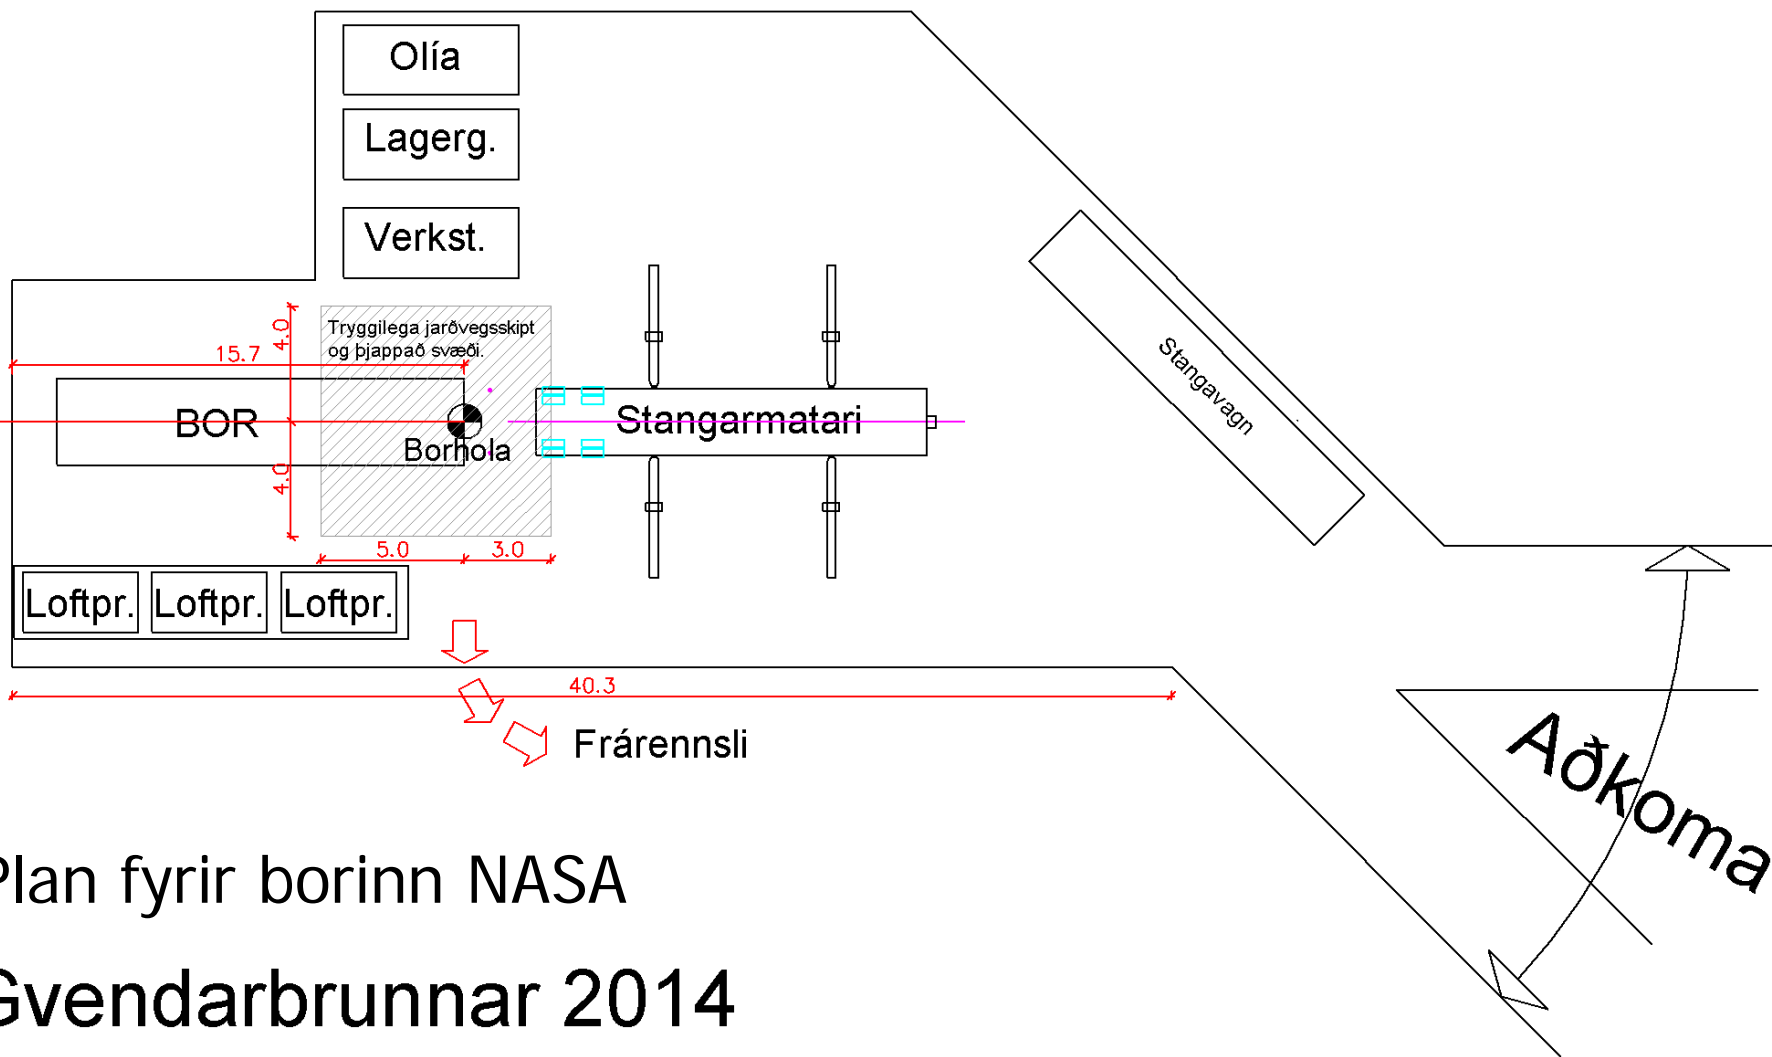 Olía
Lagerg.
Verkst.
Tryggilega jarðvegsskipt
og þjappað svæði.
4.0
15.7
BOR
Borhola
Stangarmatari
Stangavagn
4.0
5.0
3.0
Loftpr.
Loftpr.
Loftpr.
40.3
Frárennsli
Aðkoma
Plan fyrir borinn NASA
Gvendarbrunnar 2014